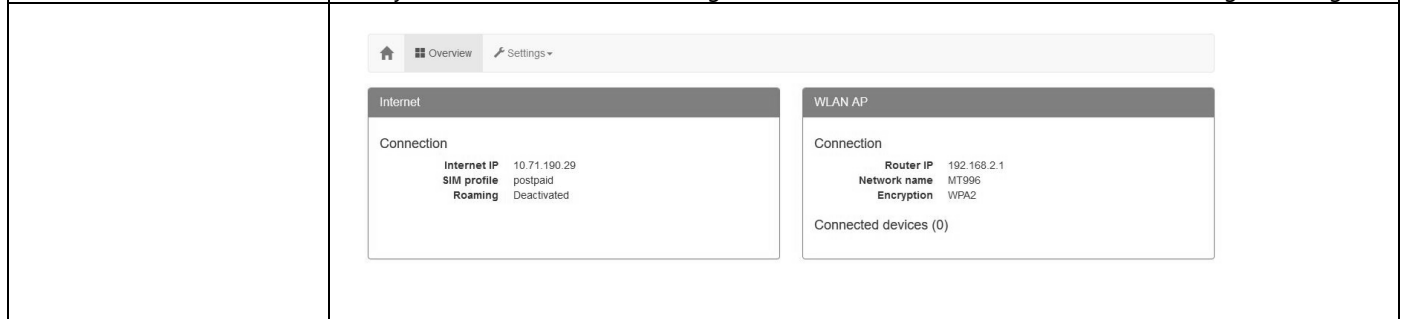 Overview Settings
Internet
Connection
Internet IP 10.71.190.29
SIM profile postpaid
Roaming Deactivated
WLAN AP
Connection
Router IP 192.168.2.1
Network name MT996
Encryption WPA2
Connected devices (0)